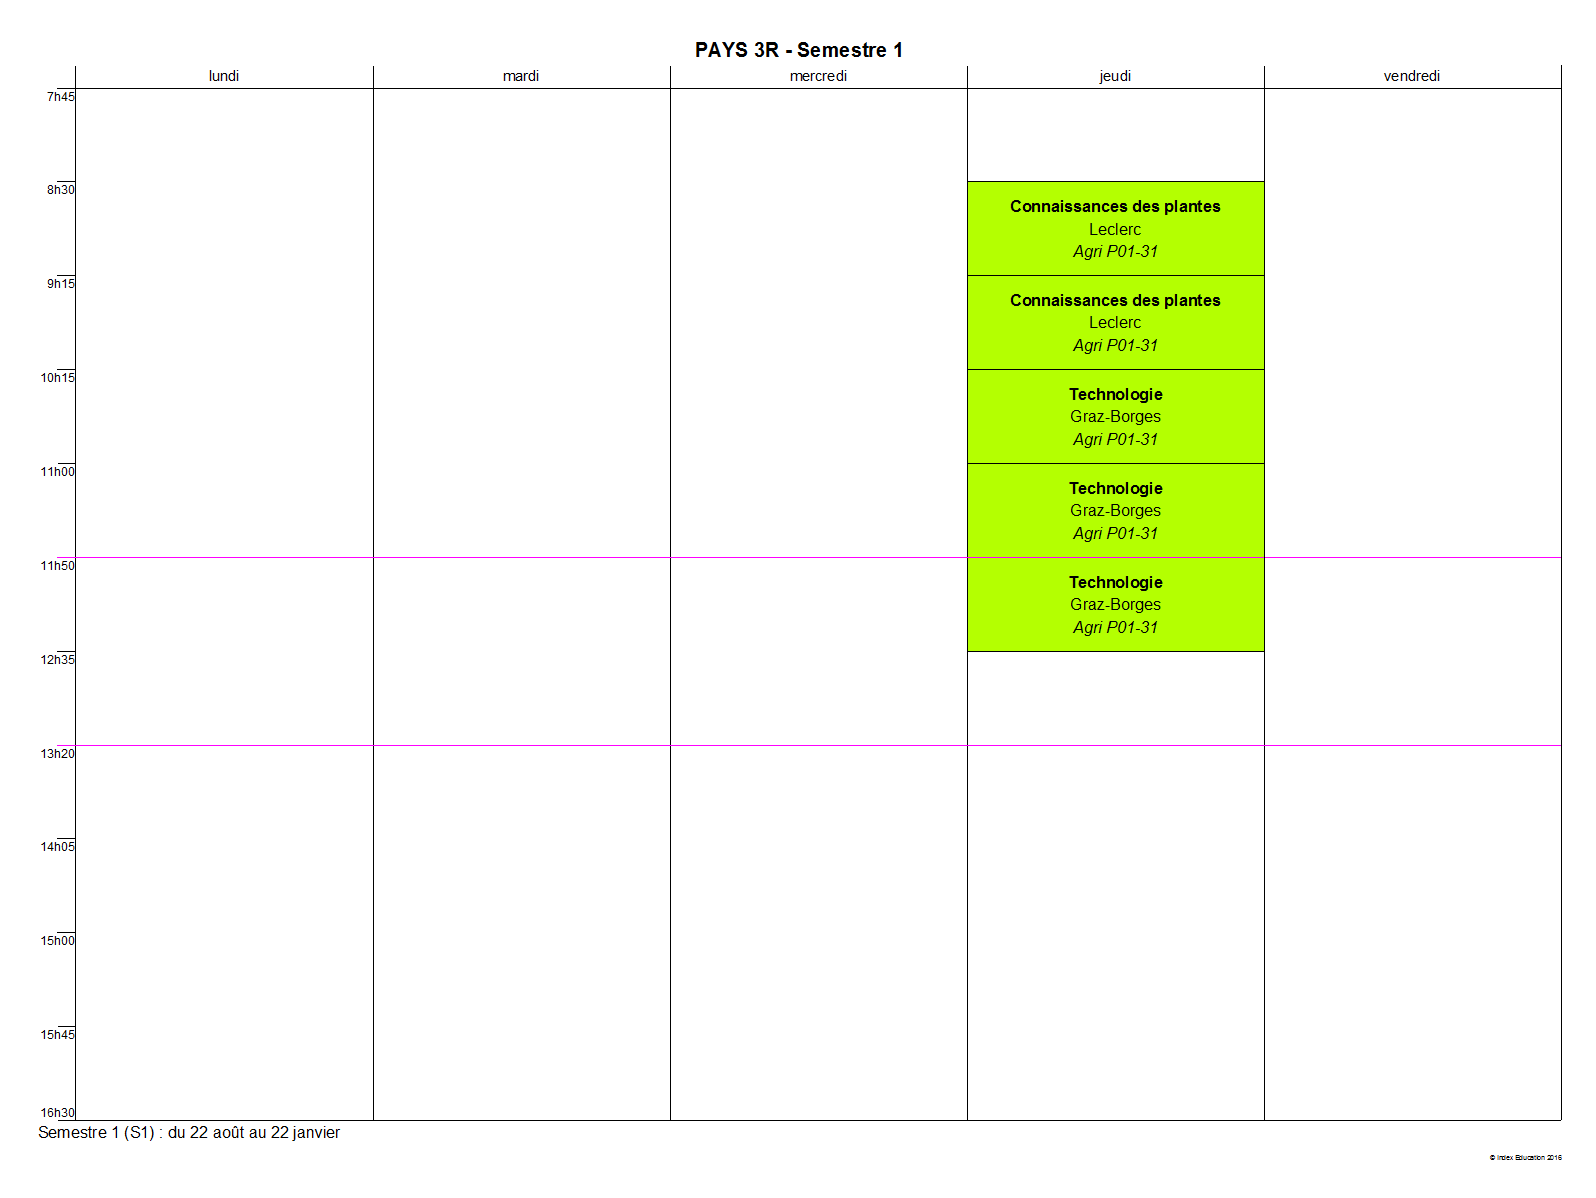 PAYS 3R - Semestre 1
lundi mardi mercredi jeudi vendredi
7h45
8h30
Connaissances des plantes
Leclerc
Agri P01-31
9h15
Connaissances des plantes
Leclerc
Agri P01-31
10h15
Technologie
Graz-Borges
Agri P01-31
11h00
Technologie
Graz-Borges
Agri P01-31
11h50
Technologie
Graz-Borges
Agri P01-31
12h35
13h20
14h05
15h00
15h45
16h30
Semestre 1 (S1) : du 22 août au 22 janvier
© Index Education 2016